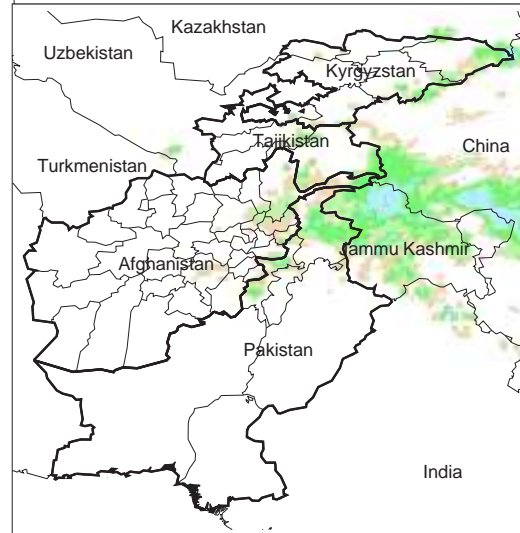 Kazakhstan
Uzbekistan
Kyrgyzstan
Tajikistan
China
Turkmenistan
Jammu Kashmir
Afghanistan
Pakistan
India